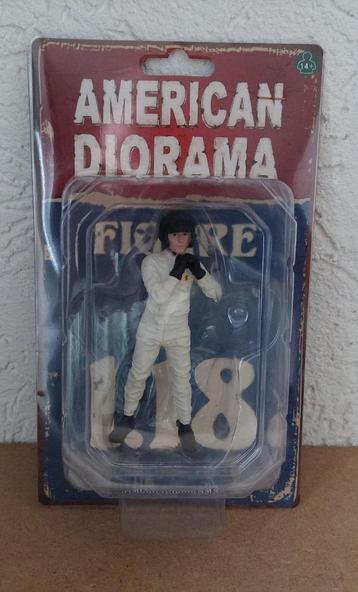 14+
AMERICAN
DIORAMA
FIGURE
1:18